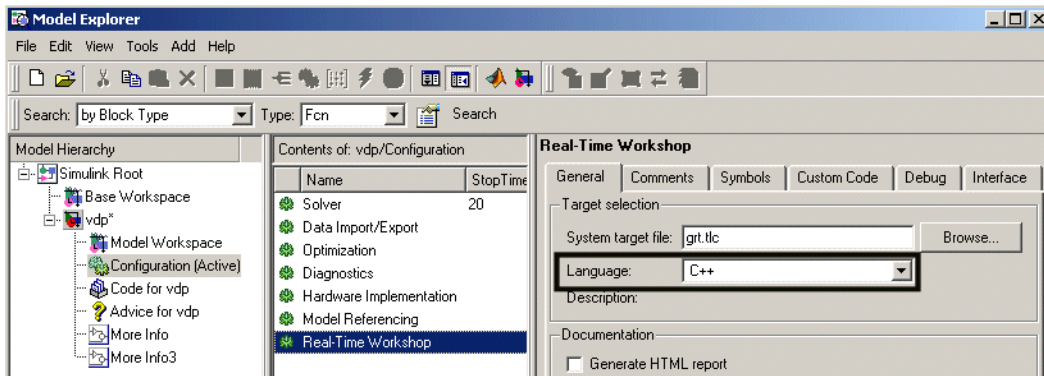 Model Explorer
File Edit View Tools Add Help
Search: by Block Type Type: Fcn Search
Model Hierarchy
Simulink Root
Base Workspace
vdp*
Model Workspace
Configuration (Active)
Code for vdp
Advice for vdp
More Info
More Info3
Contents of: vdp/Configuration
Name StopTime
Solver 20
Data Import/Export
Optimization
Diagnostics
Hardware Implementation
Model Referencing
Real-Time Workshop
Real-Time Workshop
General Comments Symbols Custom Code Debug Interface
Target selection
System target file: grt.tlc Browse...
Language: C++
Description:
Documentation
Generate HTML report